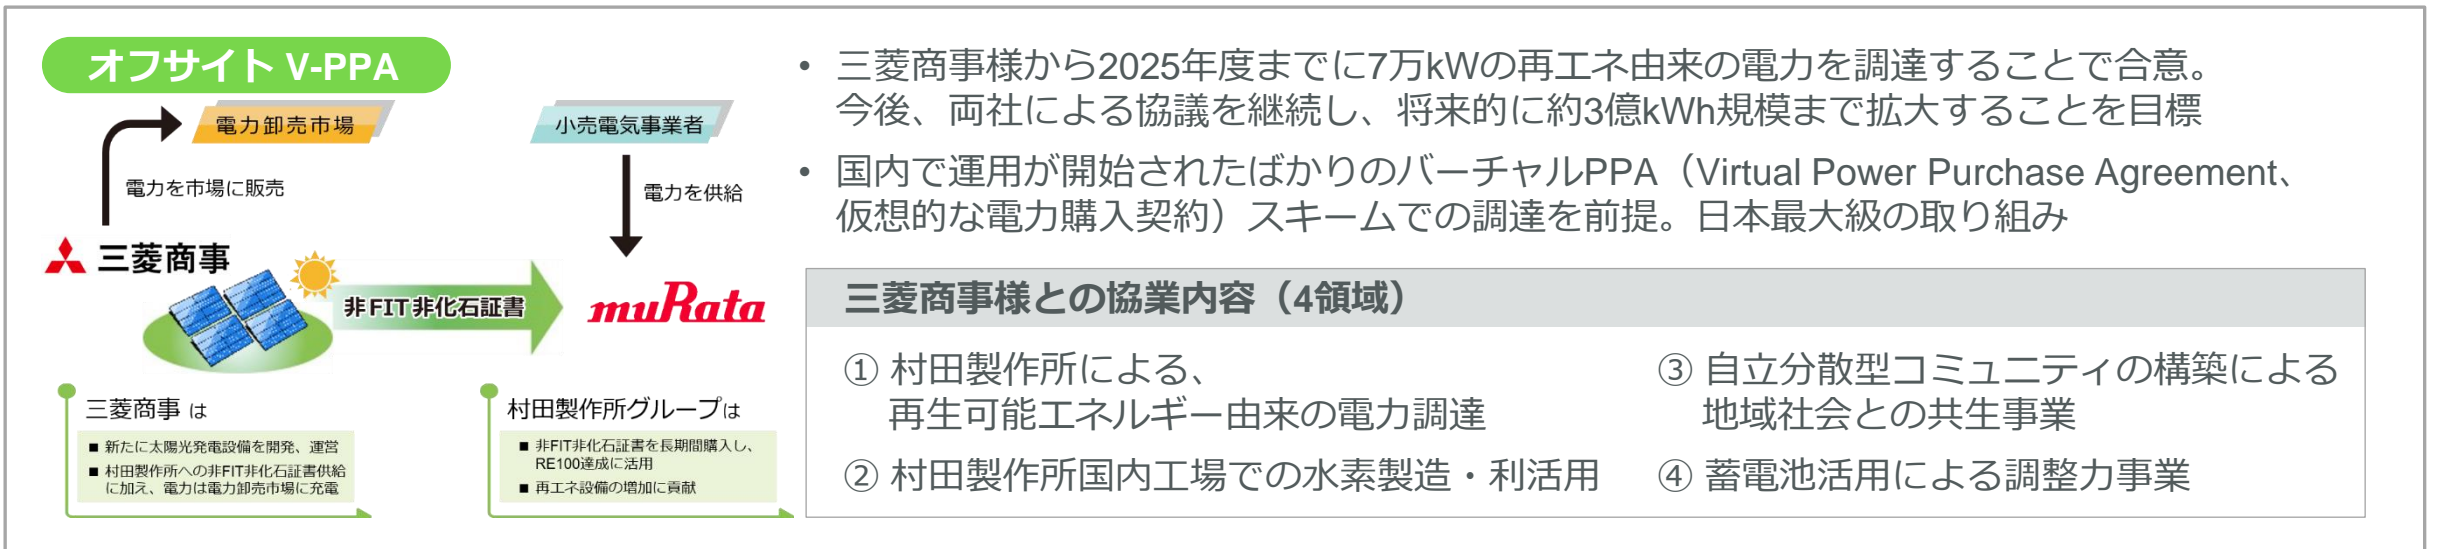 オフサイト V-PPA
電力卸売市場
小売電気事業者
電力を市場に販売
電力を供給
三菱商事
非FIT非化石証書
muRata
三菱商事 は
■ 新たに太陽光発電設備を開発、運営
■ 村田製作所への非FIT非化石証書供給
に加え、電力は電力卸売市場に充電
村田製作所グループは
■ 非FIT非化石証書を長期間購入し、
RE100達成に活用
■ 再エネ設備の増加に貢献
• 三菱商事様から2025年度までに7万kWの再エネ由来の電力を調達することで合意。
今後、両社による協議を継続し、将来的に約3億kWh規模まで拡大することを目標
• 国内で運用が開始されたばかりのバーチャルPPA（Virtual Power Purchase Agreement、
仮想的な電力購入契約）スキームでの調達を前提。日本最大級の取り組み
三菱商事様との協業内容（4領域）
① 村田製作所による、
再生可能エネルギー由来の電力調達
② 村田製作所国内工場での水素製造・利活用
③ 自立分散型コミュニティの構築による
地域社会との共生事業
④ 蓄電池活用による調整力事業